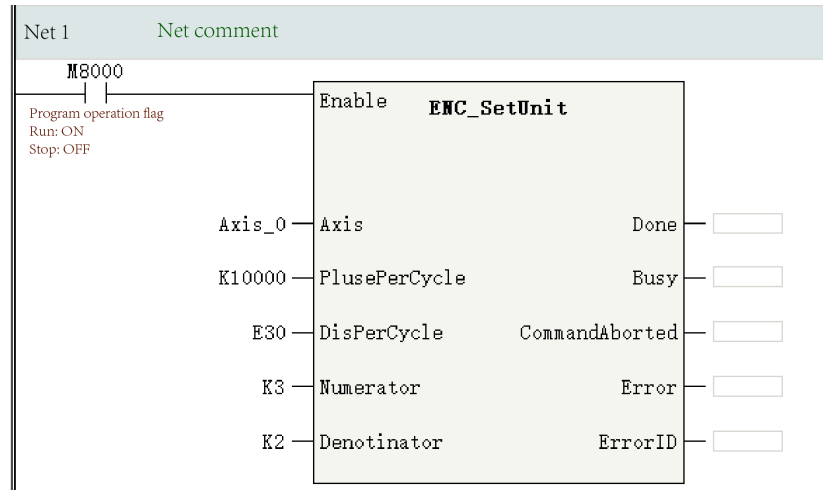 Net 1 Net comment
M8000
Program operation flag
Run: ON
Stop: OFF
Enable ENC_SetUnit
Axis_0 Axis Done
K10000 PlusePerCycle Busy
E30 DisPerCycle CommandAborted
K3 Numerator Error
K2 Denotinator ErrorID